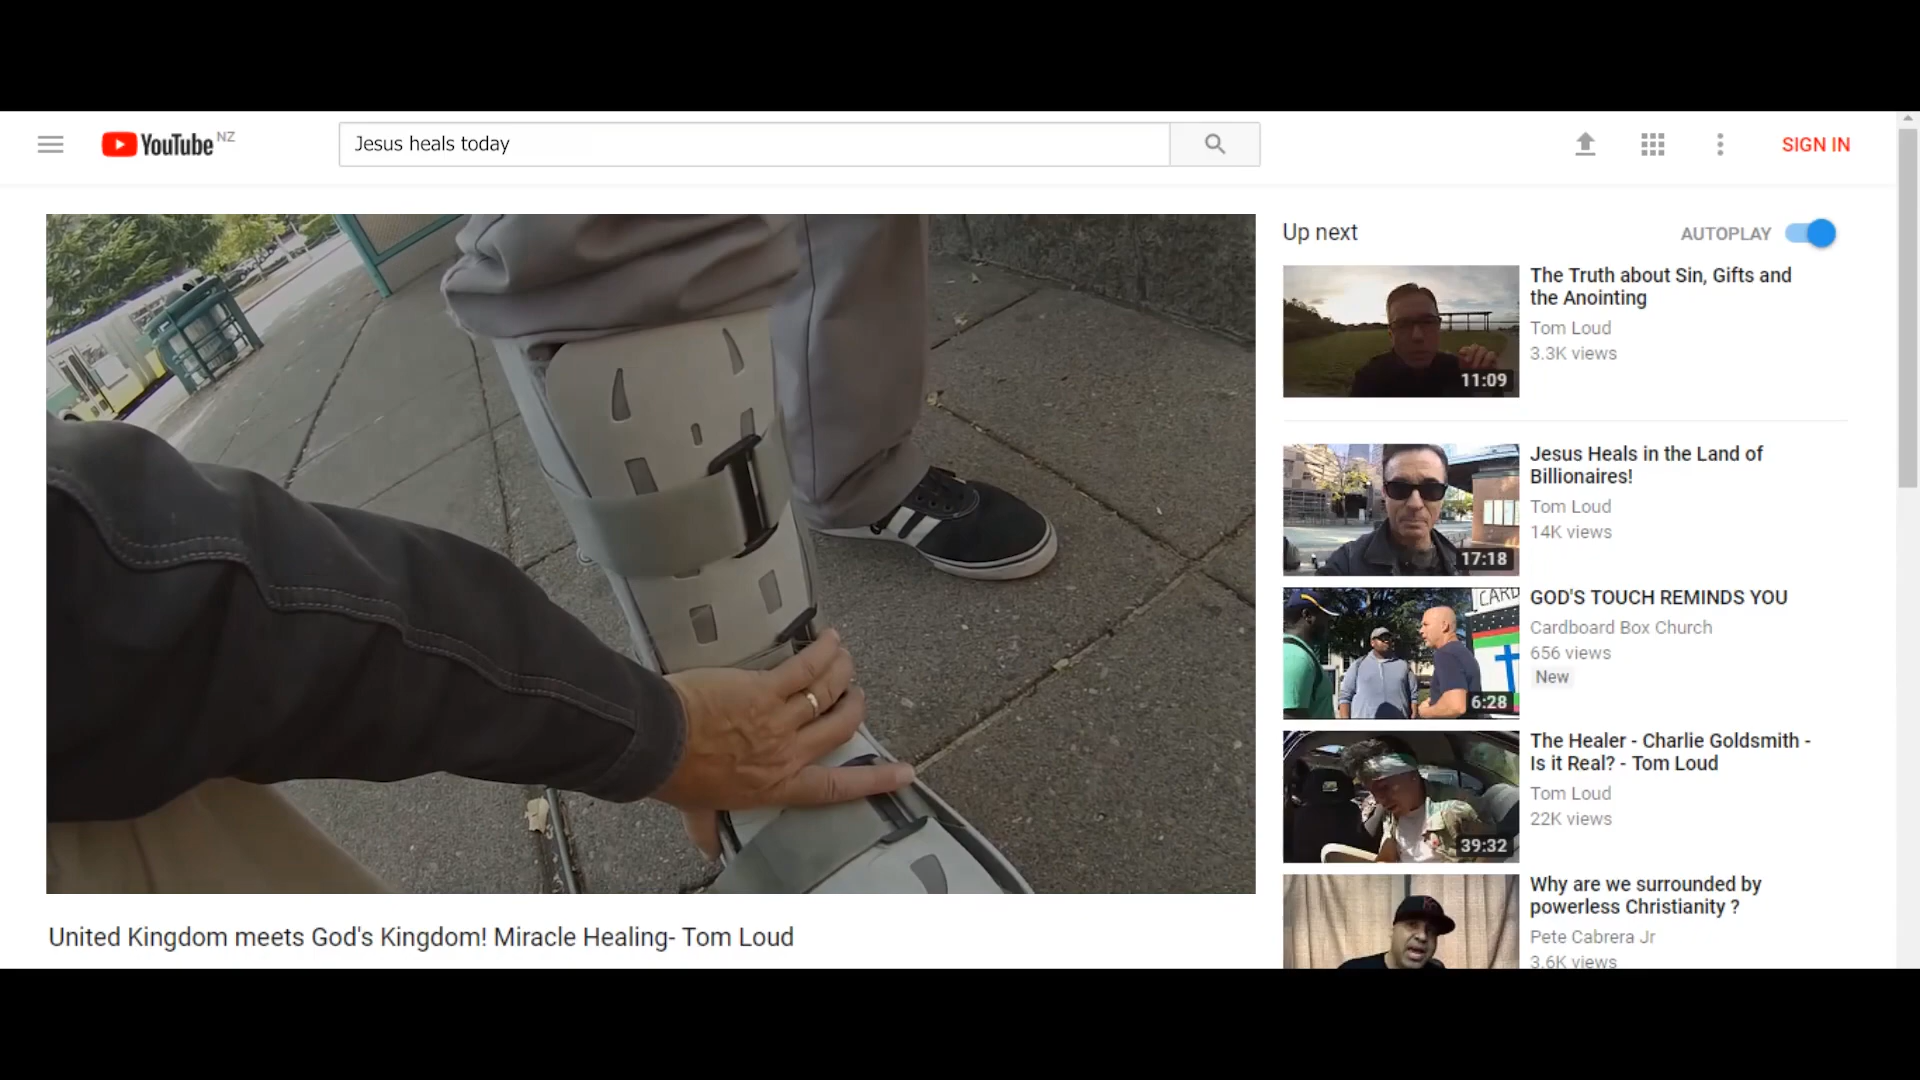 YouTube NZ
Jesus heals today
SIGN IN
Up next
AUTOPLAY
The Truth about Sin, Gifts and
the Anointing
Tom Loud
3.3K views
11:09
Jesus Heals in the Land of
Billionaires!
Tom Loud
14K views
17:18
CARD
GOD'S TOUCH REMINDS YOU
Cardboard Box Church
656 views
New
6:28
The Healer - Charlie Goldsmith -
Is it Real? - Tom Loud
Tom Loud
22K views
39:32
Why are we surrounded by
powerless Christianity ?
Pete Cabrera Jr
3.6K views
United Kingdom meets God's Kingdom! Miracle Healing- Tom Loud